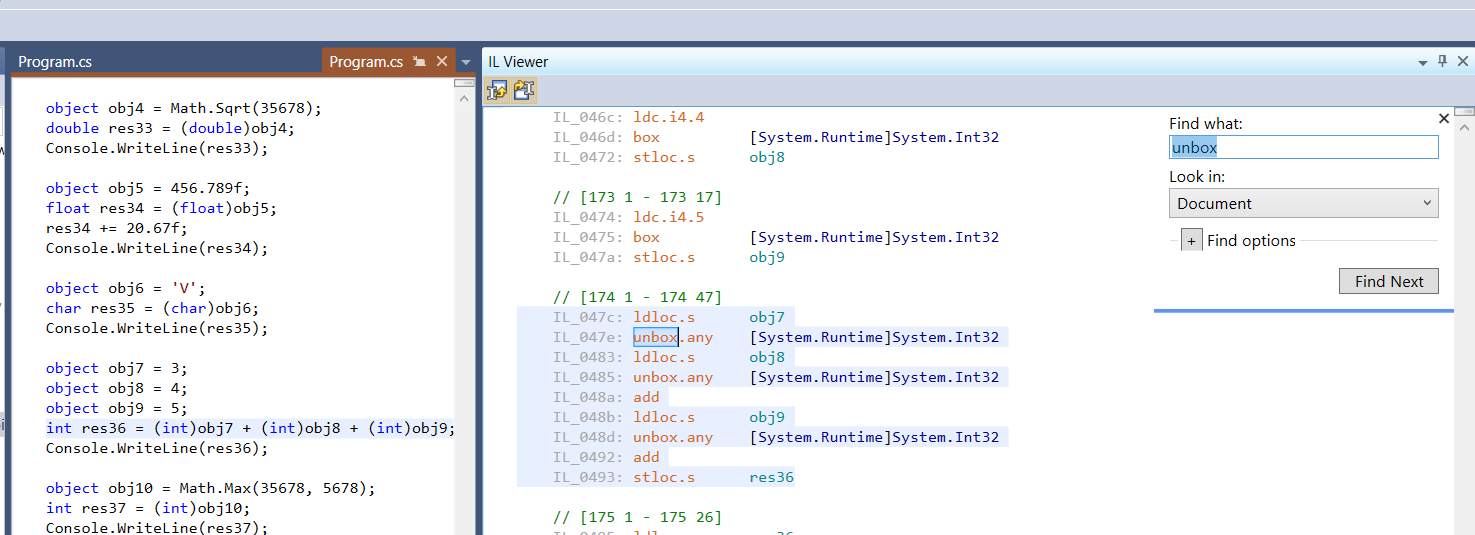 Program.cs
Program.cs
object obj4 = Math.Sqrt(35678);
double res33 = (double)obj4;
Console.WriteLine(res33);
object obj5 = 456.789f;
float res34 = (float)obj5;
res34 += 20.67f;
Console.WriteLine(res34);
object obj6 = 'V';
char res35 = (char)obj6;
Console.WriteLine(res35);
object obj7 = 3;
object obj8 = 4;
object obj9 = 5;
int res36 = (int)obj7 + (int)obj8 + (int)obj9;
Console.WriteLine(res36);
object obj10 = Math.Max(35678, 5678);
int res37 = (int)obj10;
Console.WriteLine(res37);
IL Viewer
IL_046c: ldc.i4.4
IL_046d: box [System.Runtime]System.Int32
IL_0472: stloc.s obj8
// [173 1 - 173 17]
IL_0474: ldc.i4.5
IL_0475: box [System.Runtime]System.Int32
IL_047a: stloc.s obj9
// [174 1 - 174 47]
IL_047c: ldloc.s obj7
IL_047e: unbox.any [System.Runtime]System.Int32
IL_0483: ldloc.s obj8
IL_0485: unbox.any [System.Runtime]System.Int32
IL_048a: add
IL_048b: ldloc.s obj9
IL_048d: unbox.any [System.Runtime]System.Int32
IL_0492: add
IL_0493: stloc.s res36
// [175 1 - 175 26]
Find what:
unbox
Look in:
Document
+ Find options
Find Next